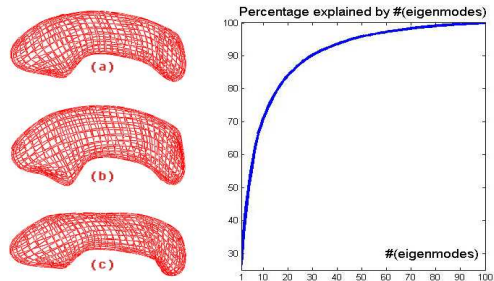 (a)
(b)
(c)
Percentage explained by #(eigenmodes)
100
90
80
70
60
50
40
30
#(eigenmodes)
1 10 20 30 40 50 60 70 80 90 100